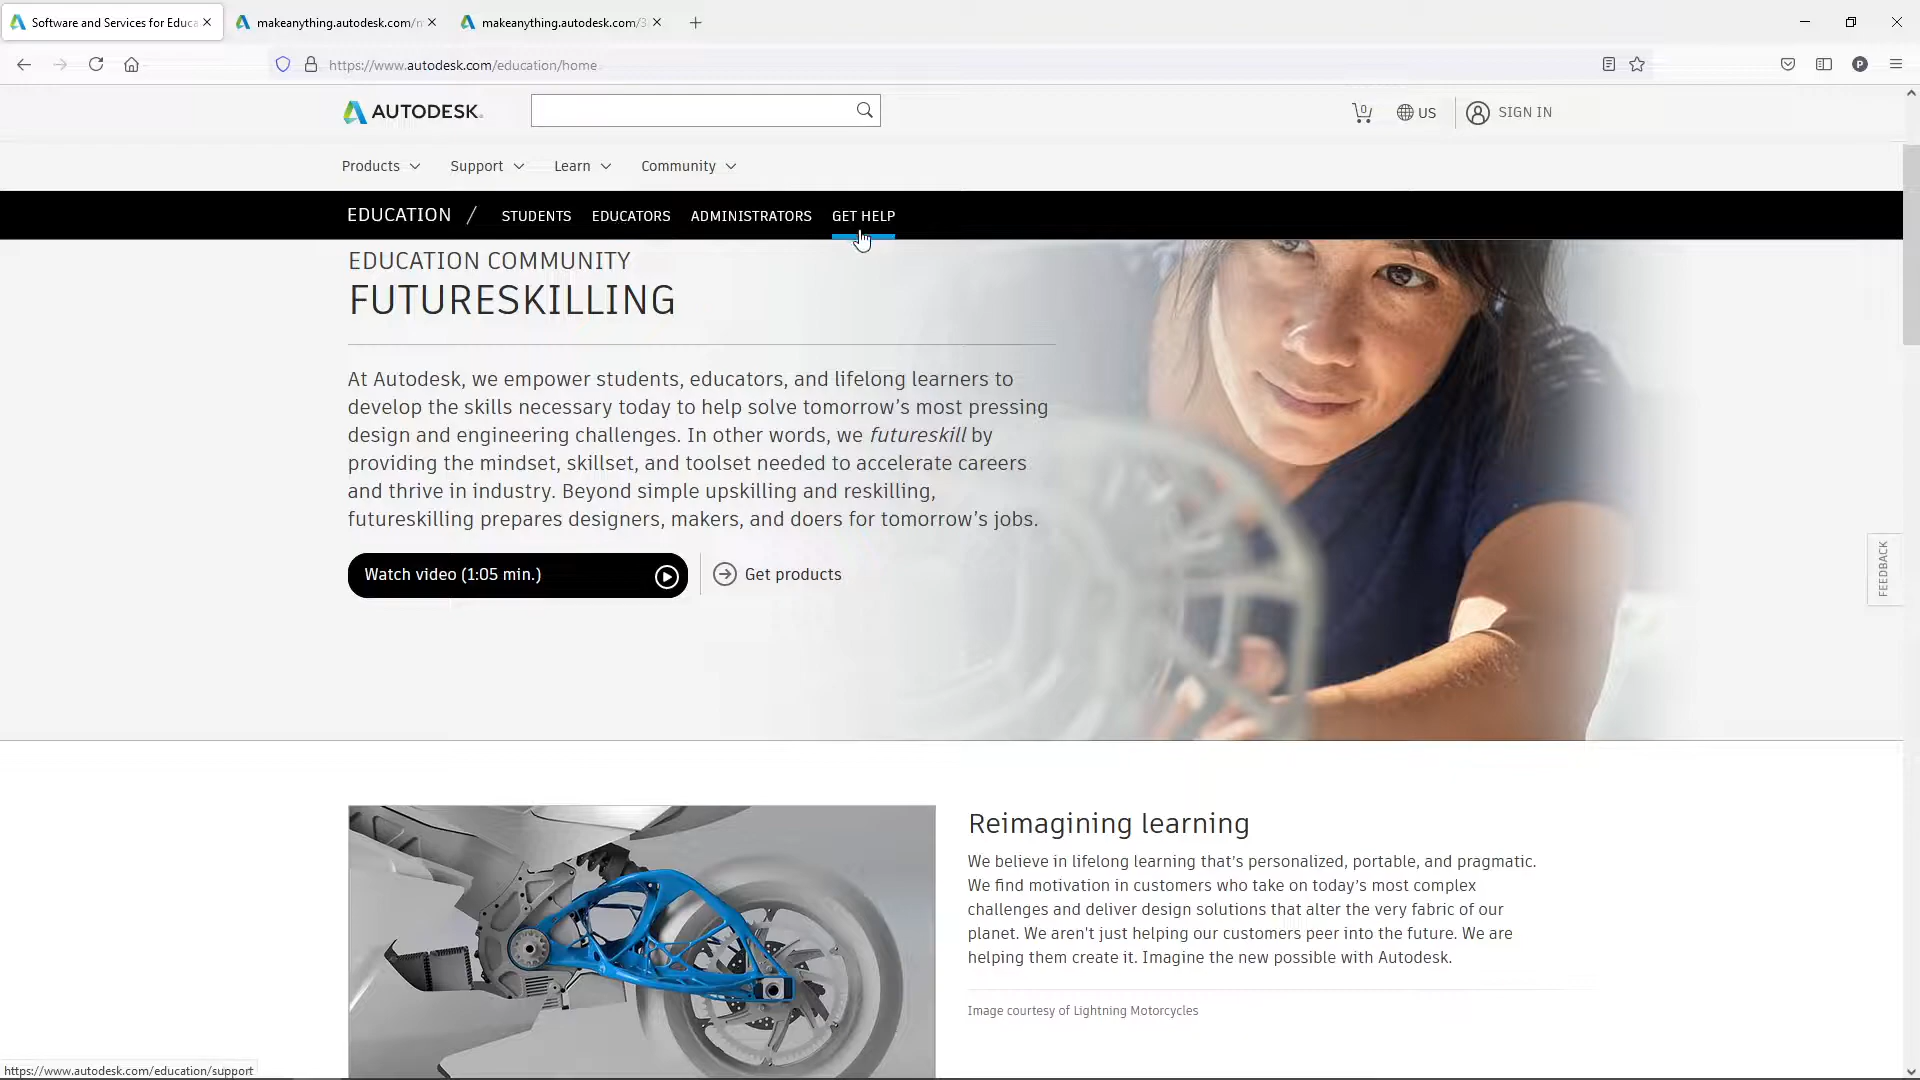 Software and Services for Educa
makeanything.autodesk.com/
makeanything.autodesk.com/
https://www.autodesk.com/education/home
P
AUTODESK
0
US
SIGN IN
Products
Support
Learn
Community
EDUCATION / STUDENTS EDUCATORS ADMINISTRATORS GET HELP
EDUCATION COMMUNITY
FUTURESKILLING
At Autodesk, we empower students, educators, and lifelong learners to
develop the skills necessary today to help solve tomorrow’s most pressing
design and engineering challenges. In other words, we futureskill by
providing the mindset, skillset, and toolset needed to accelerate careers
and thrive in industry. Beyond simple upskilling and reskilling,
futureskilling prepares designers, makers, and doers for tomorrow’s jobs.
Watch video (1:05 min.)
Get products
FEEDBACK
Reimagining learning
We believe in lifelong learning that’s personalized, portable, and pragmatic.
We find motivation in customers who take on today’s most complex
challenges and deliver design solutions that alter the very fabric of our
planet. We aren't just helping our customers peer into the future. We are
helping them create it. Imagine the new possible with Autodesk.
Image courtesy of Lightning Motorcycles
https://www.autodesk.com/education/support